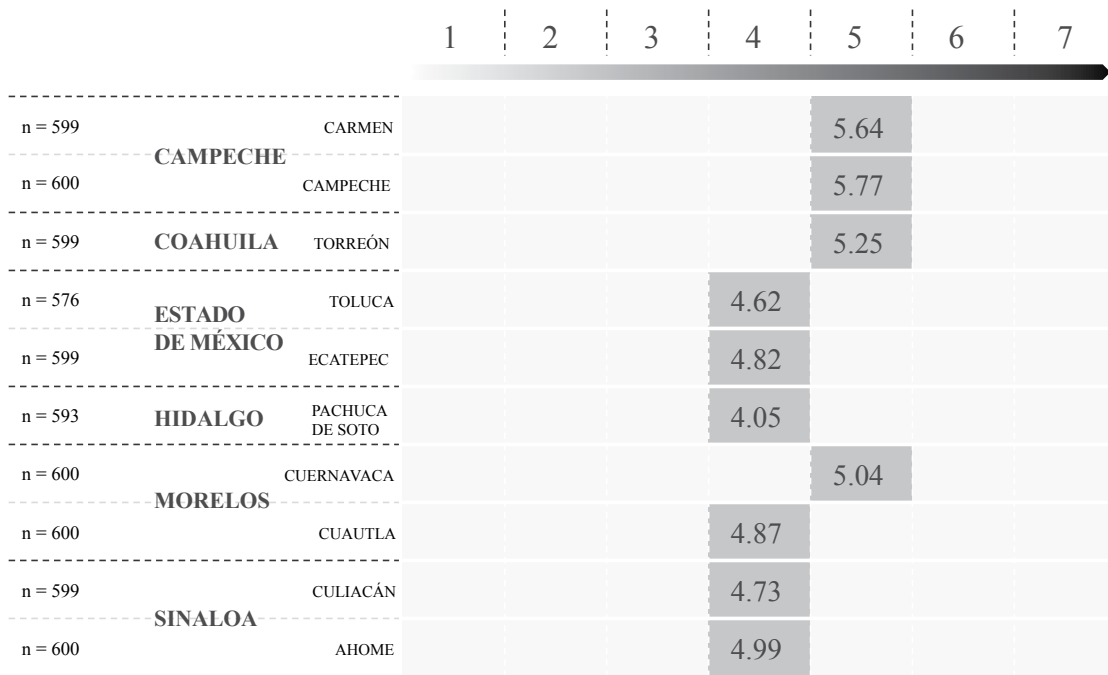 1 2 3 4 5 6 7
n = 599 CARMEN 5.64
CAMPECHE
n = 600 CAMPECHE 5.77
n = 599 COAHUILA TORREÓN 5.25
n = 576 TOLUCA 4.62
ESTADO
DE MÉXICO
n = 599 ECATEPEC 4.82
n = 593 HIDALGO PACHUCA
DE SOTO 4.05
n = 600 CUERNAVACA 5.04
MORELOS
n = 600 CUAUTLA 4.87
n = 599 CULIACÁN 4.73
SINALOA
n = 600 AHOME 4.99